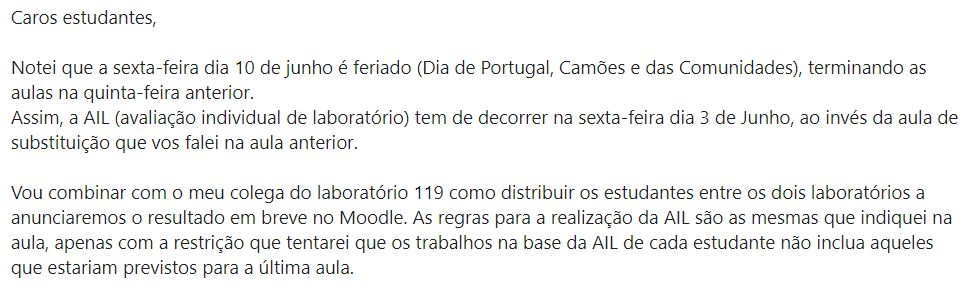 Caros estudantes,
Notei que a sexta-feira dia 10 de junho é feriado (Dia de Portugal, Camões e das Comunidades), terminando as
aulas na quinta-feira anterior.
Assim, a AIL (avaliação individual de laboratório) tem de decorrer na sexta-feira dia 3 de Junho, ao invés da aula de
substituição que vos falei na aula anterior.
Vou combinar com o meu colega do laboratório 119 como distribuir os estudantes entre os dois laboratórios a
anunciaremos o resultado em breve no Moodle. As regras para a realização da AIL são as mesmas que indiquei na
aula, apenas com a restrição que tentarei que os trabalhos na base da AIL de cada estudante não inclua aqueles
que estariam previstos para a última aula.